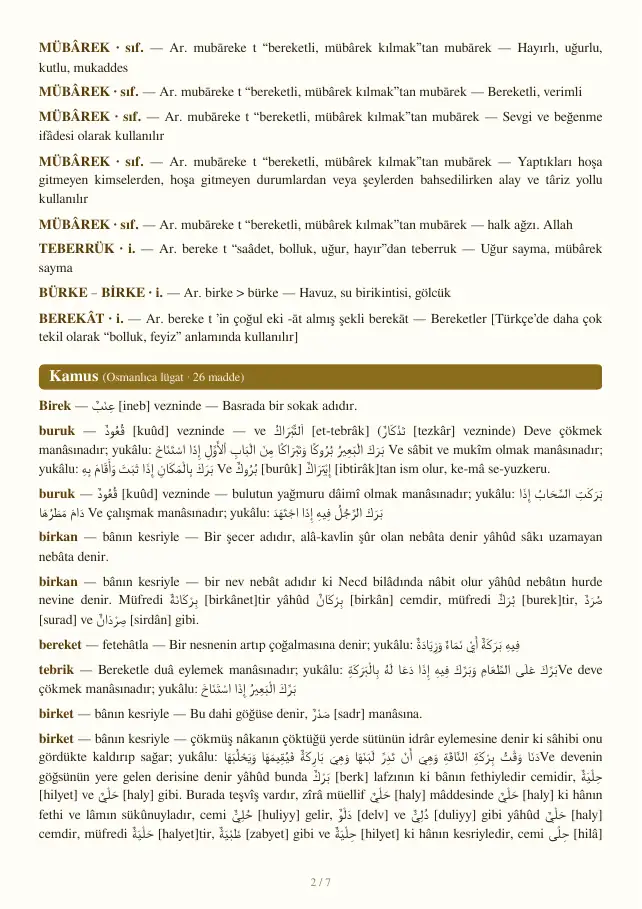 MÜBÂREK · sıf. — Ar. mubāreke t “bereketli, mübârek kılmak”tan mubārek — Hayırlı, uğurlu,
kutlu, mukaddes
MÜBÂREK · sıf. — Ar. mubāreke t “bereketli, mübârek kılmak”tan mubārek — Bereketli, verimli
MÜBÂREK · sıf. — Ar. mubāreke t “bereketli, mübârek kılmak”tan mubārek — Sevgi ve beğenme
ifâdesi olarak kullanılır
MÜBÂREK · sıf. — Ar. mubāreke t “bereketli, mübârek kılmak”tan mubārek — Yaptıkları hoşa
gitmeyen kimselerden, hoşa gitmeyen durumlardan veya şeylerden bahsedilirken alay ve târiz yollu
kullanılır
MÜBÂREK · sıf. — Ar. mubāreke t “bereketli, mübârek kılmak”tan mubārek — halk ağzı. Allah
TEBERRÜK · i. — Ar. bereke t “saâdet, bolluk, uğur, hayır”dan teberruk — Uğur sayma, mübârek
sayma
BÜRKE – BİRKE · i. — Ar. birke > bürke — Havuz, su birikintisi, gölcük
BEREKÂT · i. — Ar. bereke t ’in çoğul eki -āt almış şekli berekāt — Bereketler [Türkçe’de daha çok
tekil olarak “bolluk, feyiz” anlamında kullanılır]
Kamus (Osmanlıca lügat · 26 madde)
Birek — عِنَبٌ [ineb] vezninde — Basrada bir sokak adıdır.
buruk — قُعُودٌ [kuûd] vezninde — ve اَلتَّبْرَاكُ [et-tebrâk] (تَذْكَارٌ [tezkâr] vezninde) Deve çökmek
manâsınadır; yukâlu: بَرَكَ الْبَعِيرُ بُرُوكًا وَتَبْرَاكًا مِنَ الْبَابِ الْأَوَّلِ إِذَا اسْتَنَاخَ Ve sâbit ve mukîm olmak manâsınadır;
yukâlu: بَرَكَ بِالْمَكَانِ إِذَا ثَبَتَ وَأَقَامَ بِهِ Ve بُرُوكٌ [burûk] إِبْتِرَاكٌ [ibtirâk]tan ism olur, ke-mâ se-yuzkeru.
buruk — قُعُودٌ [kuûd] vezninde — bulutun yağmuru dâimî olmak manâsınadır; yukâlu: بَرَكَتِ السَّحَابُ إِذَا
دَامَ مَطَرُهَا Ve çalışmak manâsınadır; yukâlu: بَرَكَ الرَّجُلُ فِيهِ إِذَا اجْتَهَدَ
birkan — bânın kesriyle — Bir şecer adıdır, alâ-kavlin şûr olan nebâta denir yâhûd sâkı uzamayan
nebâta denir.
birkan — bânın kesriyle — bir nev nebât adıdır ki Necd bilâdında nâbit olur yâhûd nebâtın hurde
nevine denir. Müfredi بِرْكَانَةٌ [birkânet]tir yâhûd بِرْكَانٌ [birkân] cemdir, müfredi بُرَكٌ [burek]tir, صُرَدٌ
[surad] ve صِرْدَانٌ [sirdân] gibi.
bereket — fetehâtla — Bir nesnenin artıp çoğalmasına denir; yukâlu: فِيهِ بَرَكَةٌ أَيْ نَمَاءٌ وَزِيَادَةٌ
tebrik — Bereketle duâ eylemek manâsınadır; yukâlu: بَرَّكَ عَلَى الطَّعَامِ وَبَرَّكَ فِيهِ إِذَا دَعَا لَهُ بِالْبَرَكَةِVe deve
çökmek manâsınadır; yukâlu: بَرَّكَ الْبَعِيرُ إِذَا اسْتَنَاخَ
birket — bânın kesriyle — Bu dahi göğüse denir, صَدْرٌ [sadr] manâsına.
birket — bânın kesriyle — çökmüş nâkanın çöktüğü yerde sütünün idrâr eylemesine denir ki sâhibi onu
gördükte kaldırıp sağar; yukâlu: دَنَا وَقْتُ بِرْكَةِ النَّاقَةِ وَهِيَ أَنْ تَدِرَّ لَبَنُهَا وَهِيَ بَارِكَةٌ فَيُقِيمَهَا وَيَحْلُبَهَاVe devenin
göğsünün yere gelen derisine denir yâhûd bunda بَرْكٌ [berk] lafzının ki bânın fethiyledir cemidir, حِلْيَةٌ
[hilyet] ve حَلْيٌ [haly] gibi. Burada teşvîş vardır, zîrâ müellif حَلْيٌ [haly] mâddesinde حَلْيٌ [haly] ki hânın
fethi ve lâmın sükûnuyladır, cemi حُلِيٌّ [huliyy] gelir, دَلْوٌ [delv] ve دُلِيٌّ [duliyy] gibi yâhûd حَلْيٌ [haly]
cemdir, müfredi حَلْيَةٌ [halyet]tir, ظَبْيَةٌ [zabyet] gibi ve حِلْيَةٌ [hilyet] ki hânın kesriyledir, cemi حِلًى [hilâ]
2 / 7